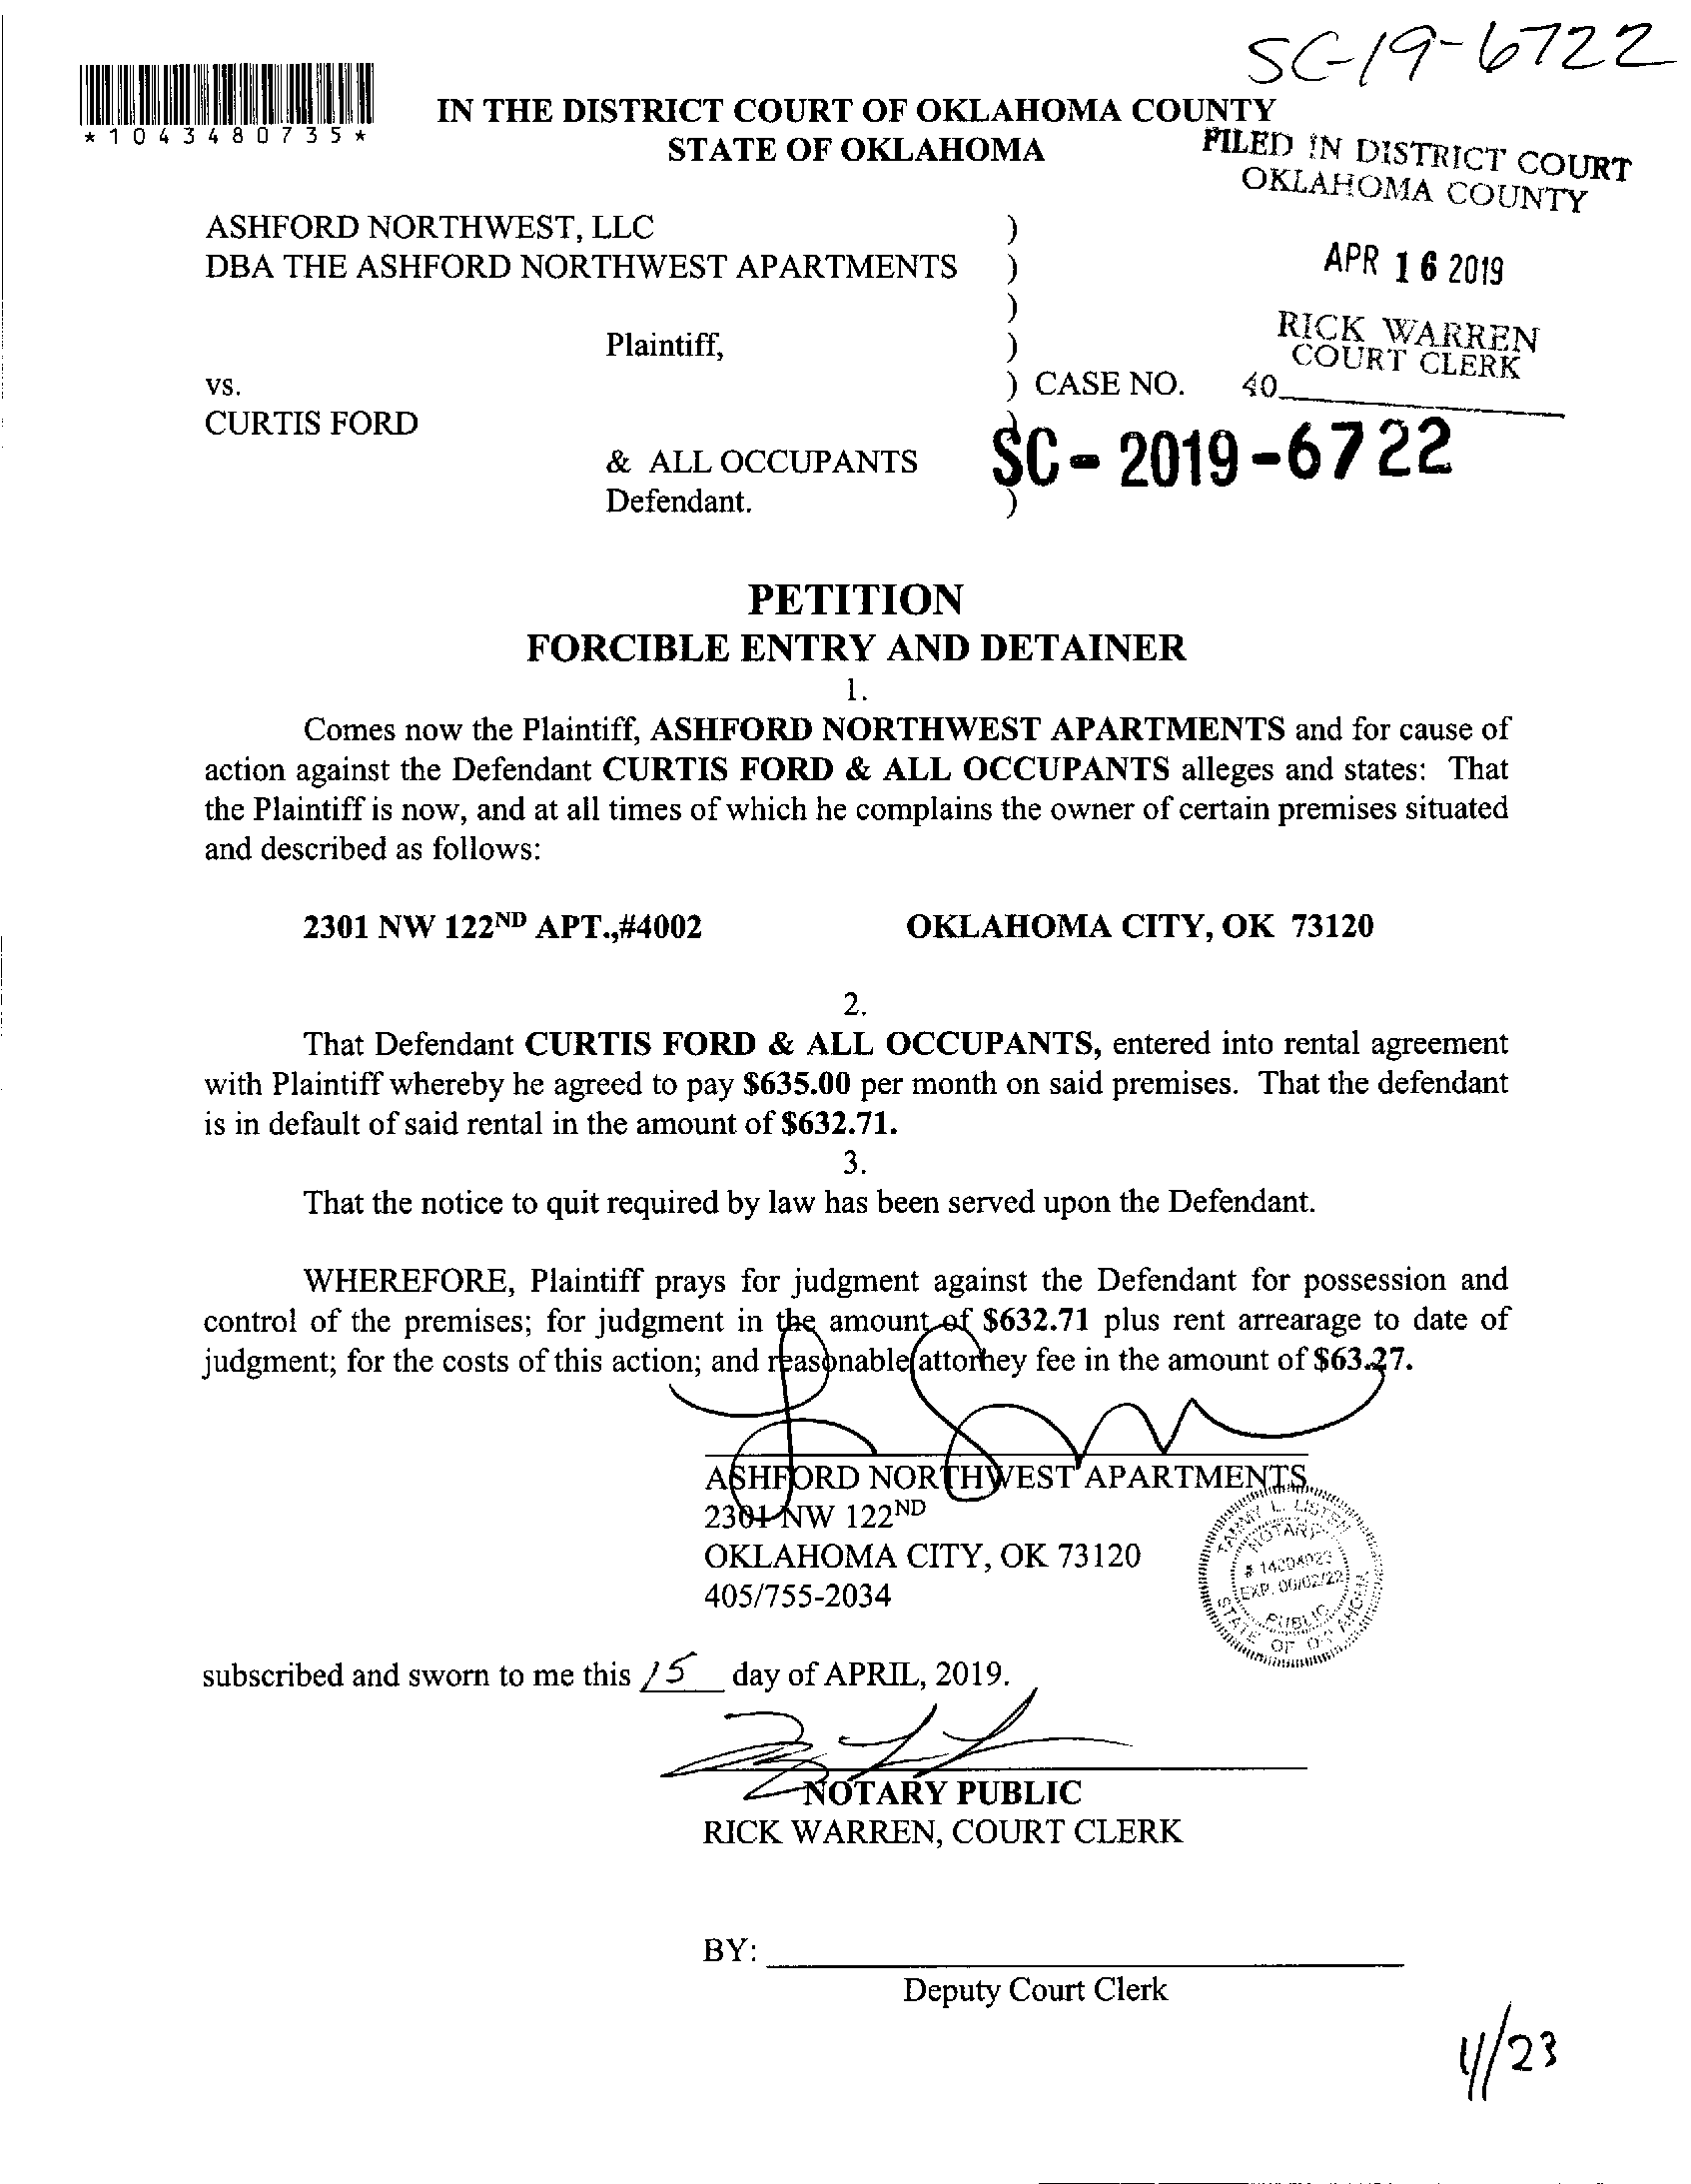 SC-19-6722
*1043480735*
IN THE DISTRICT COURT OF OKLAHOMA COUNTY
STATE OF OKLAHOMA
FILED IN DISTRICT COURT
OKLAHOMA COUNTY
ASHFORD NORTHWEST, LLC )
DBA THE ASHFORD NORTHWEST APARTMENTS )
APR 16 2019
)
Plaintiff, )
RICK WARREN
COURT CLERK
vs. ) CASE NO. 40
CURTIS FORD )
& ALL OCCUPANTS SC-2019-6722
Defendant. )
PETITION
FORCIBLE ENTRY AND DETAINER
1.
Comes now the Plaintiff, ASHFORD NORTHWEST APARTMENTS and for cause of
action against the Defendant CURTIS FORD & ALL OCCUPANTS alleges and states: That
the Plaintiff is now, and at all times of which he complains the owner of certain premises situated
and described as follows:
2301 NW 122ND APT.,#4002 OKLAHOMA CITY, OK 73120
2.
That Defendant CURTIS FORD & ALL OCCUPANTS, entered into rental agreement
with Plaintiff whereby he agreed to pay $635.00 per month on said premises. That the defendant
is in default of said rental in the amount of $632.71.
3.
That the notice to quit required by law has been served upon the Defendant.
WHEREFORE, Plaintiff prays for judgment against the Defendant for possession and
control of the premises; for judgment in the amount of $632.71 plus rent arrearage to date of
judgment; for the costs of this action; and reasonable attorney fee in the amount of $63.27.
ASHFORD NORTHWEST APARTMENTS
2301 NW 122ND
OKLAHOMA CITY, OK 73120
405/755-2034
TAMMY L. LISTEN
NOTARY
EXP.
PUBLIC
STATE OF OKLAHOMA
subscribed and sworn to me this 15 day of APRIL, 2019.
NOTARY PUBLIC
RICK WARREN, COURT CLERK
BY:
Deputy Court Clerk
4/23